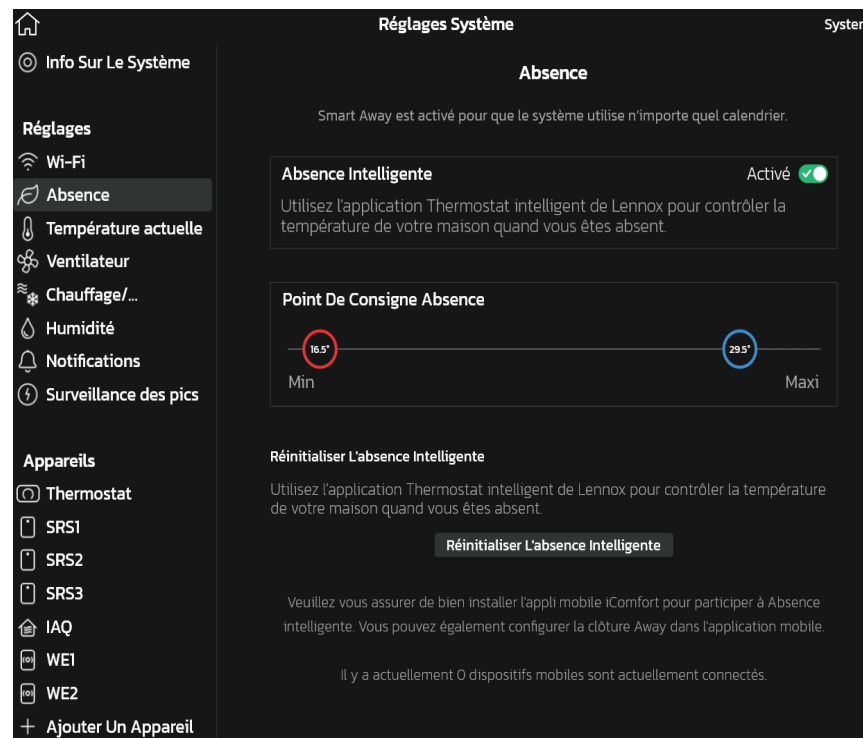 Réglages Système
Syster
Info Sur Le Système
Réglages
Wi-Fi
Absence
Température actuelle
Ventilateur
Chauffage/...
Humidité
Notifications
Surveillance des pics
Appareils
Thermostat
SRS1
SRS2
SRS3
IAQ
WE1
WE2
Ajouter Un Appareil
Absence
Smart Away est activé pour que le système utilise n'importe quel calendrier.
Absence Intelligente
Activé
Utilisez l'application Thermostat intelligent de Lennox pour contrôler la
température de votre maison quand vous êtes absent.
Point De Consigne Absence
16.5°
29.5°
Min
Maxi
Réinitialiser L'absence Intelligente
Utilisez l'application Thermostat intelligent de Lennox pour contrôler la température
de votre maison quand vous êtes absent.
Réinitialiser L'absence Intelligente
Veuillez vous assurer de bien installer l'appli mobile iComfort pour participer à Absence
intelligente. Vous pouvez également configurer la clôture Away dans l'application mobile.
Il y a actuellement 0 dispositifs mobiles sont actuellement connectés.